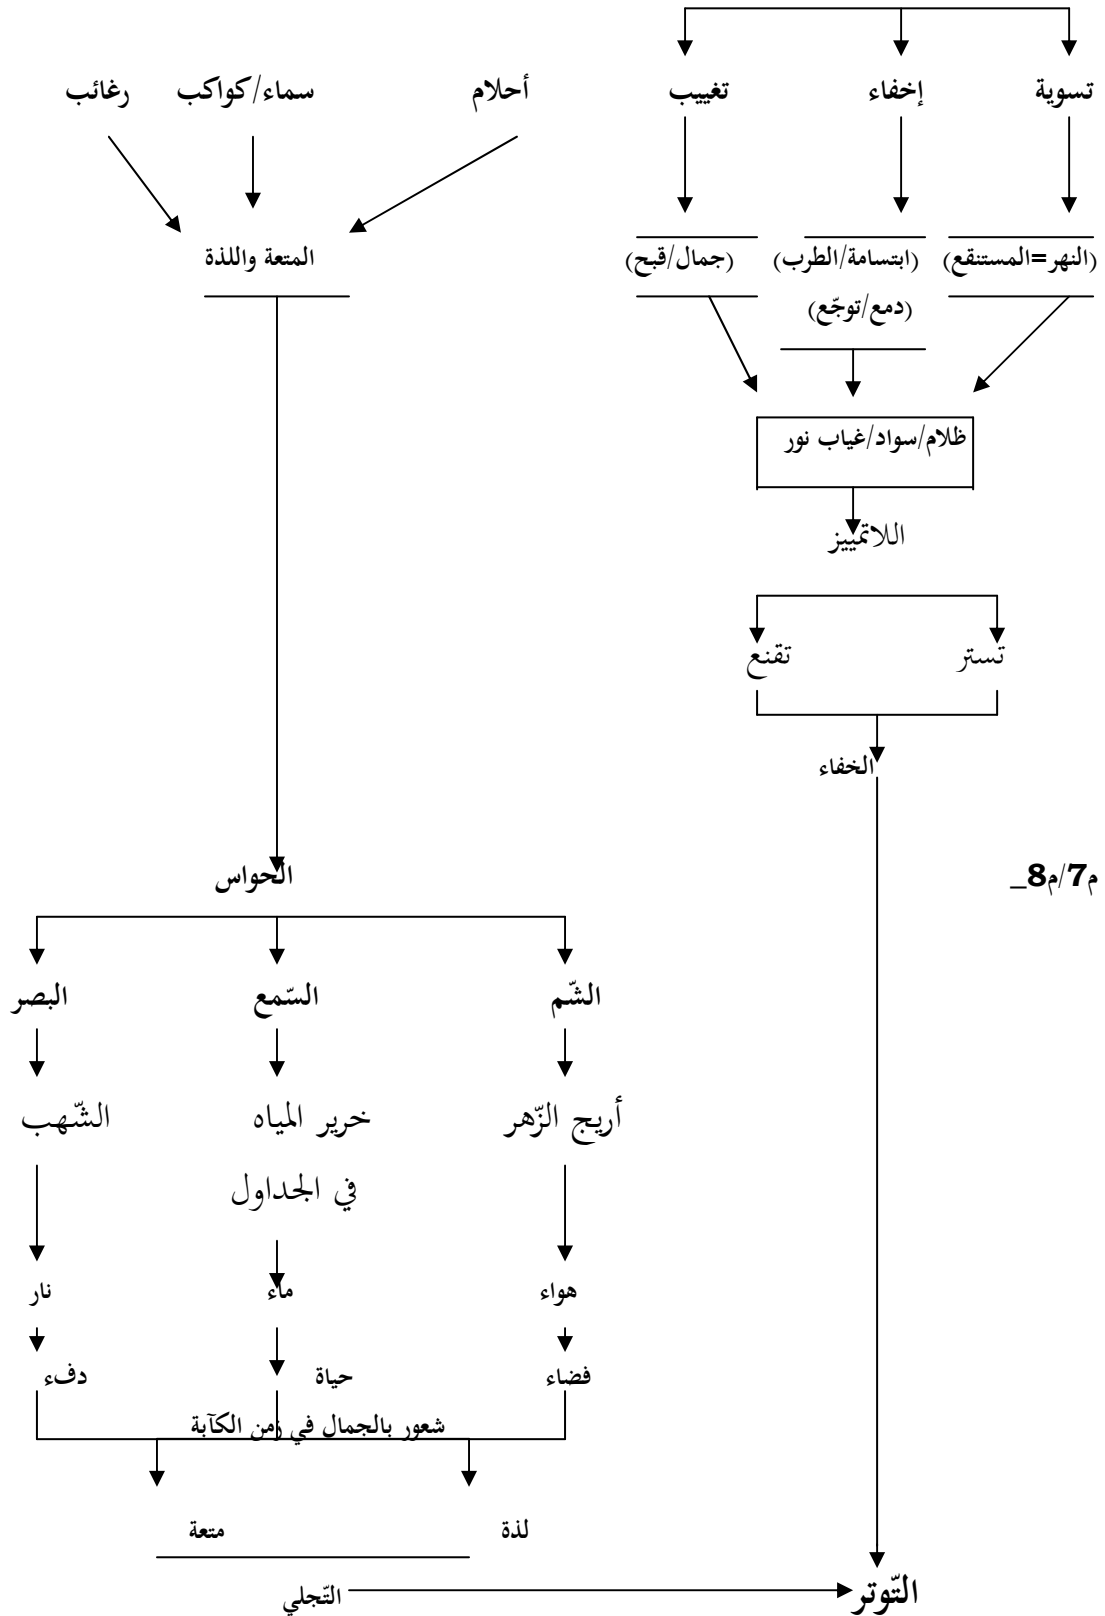 تسوية إخفاء تغييب
أحلام سماء/كواكب رغائب
(النهر=المستنقع) (ابتسامة/الطرب) (جمال/قبح)
المتعة واللذة
(دمع/توجّع)
ظلام/سواد/غياب نور
اللاتمييز
تستر تقنع
الخفاء
م7/م8_
الحواس
الشّم السّمع البصر
أريج الزّهر خرير المياه الشّهب
في الجداول
هواء ماء نار
فضاء حياة دفء
شعور بالجمال في زمن الكآبة
لذة متعة
التّوتر التّجلي